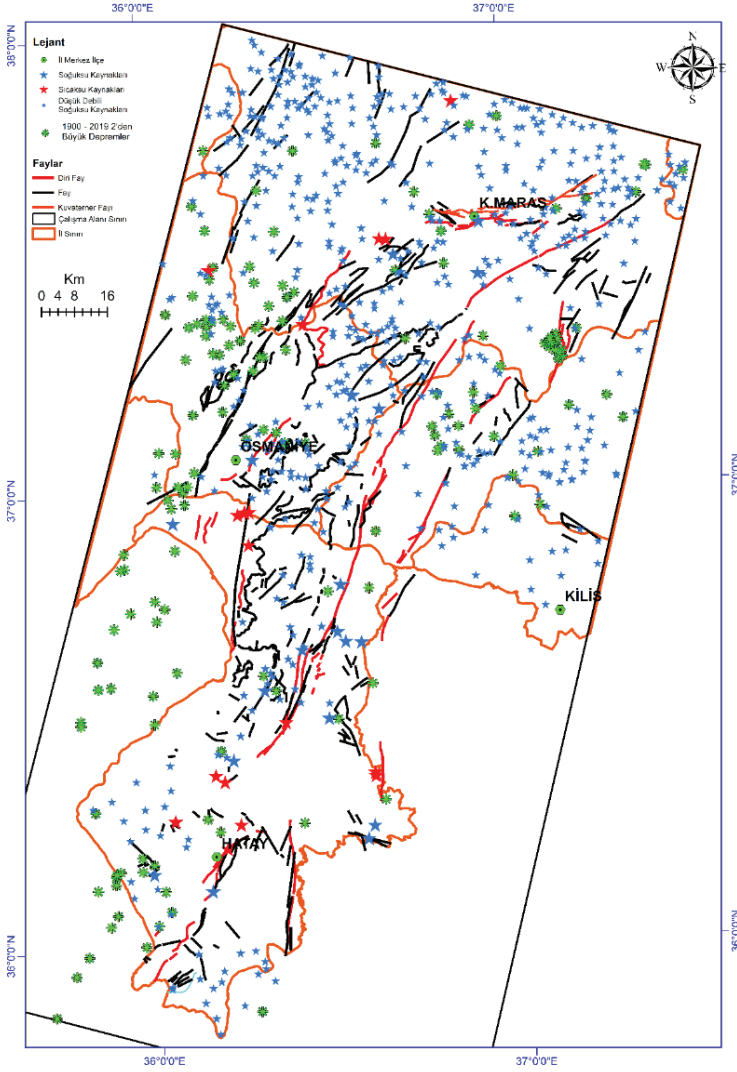 36°0'0"E
37°0'0"E
38°0'0"N
Lejant
İl Merkez İlçe
Soğuksu Kaynakları
Sıcaksu Kaynakları
Düşük Debili
Soğuksu Kaynakları
1900 - 2019 2'den
Büyük Depremler
Faylar
Diri Fay
Fay
Kuvaterner Fayı
Çalışma Alanı Sınırı
İl Sınırı
Km
0 4 8 16
N
W
E
S
K.MARAŞ
OSMANİYE
37°0'0"N
37°0'0"N
KİLİS
HATAY
36°0'0"N
36°0'0"N
36°0'0"E
37°0'0"E